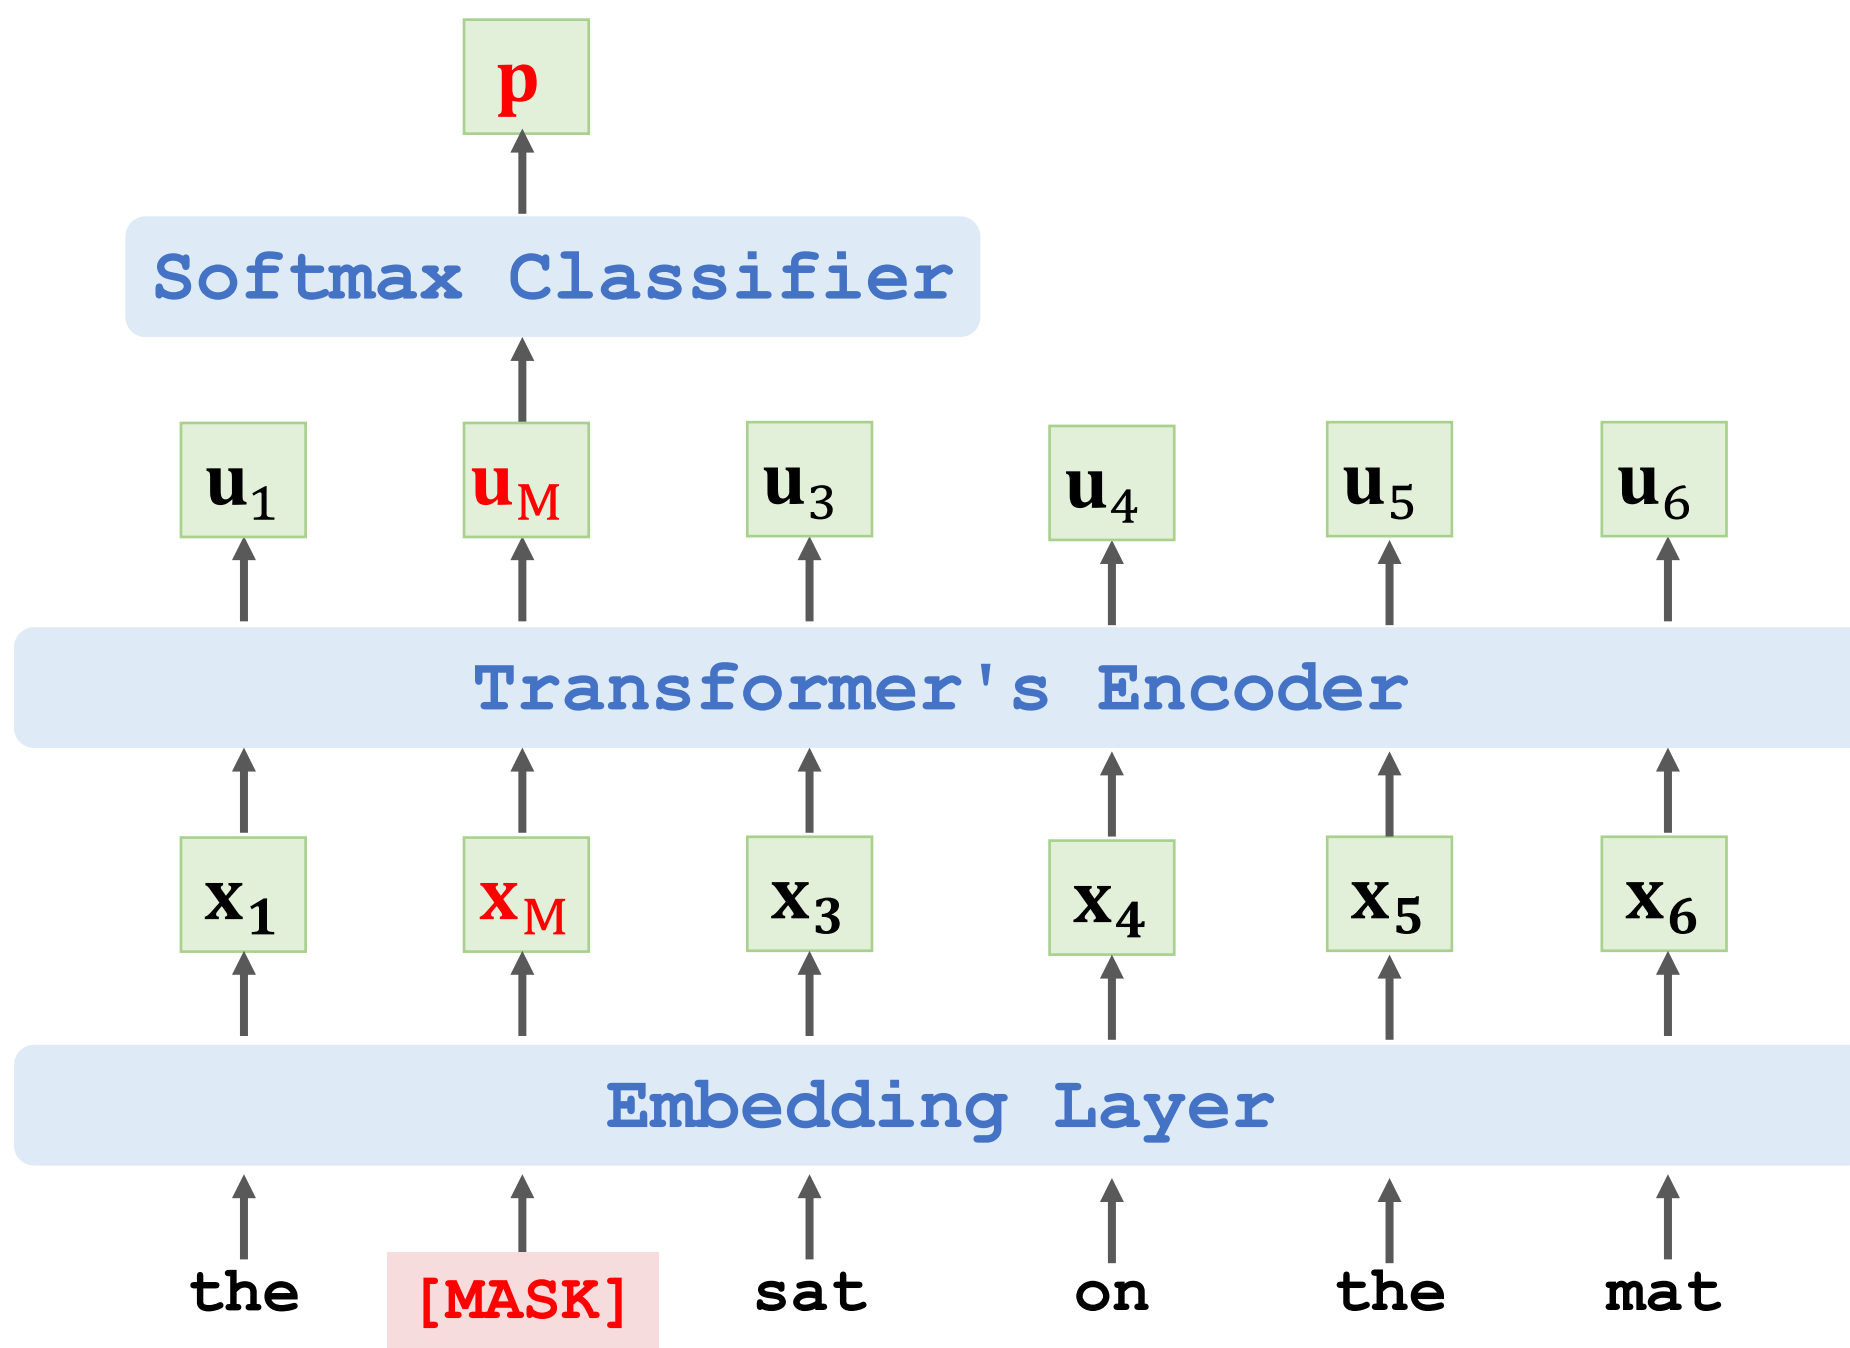 p
Softmax Classifier
u1 uM u3 u4 u5 u6
Transformer's Encoder
x1 xM x3 x4 x5 x6
Embedding Layer
the [MASK] sat on the mat